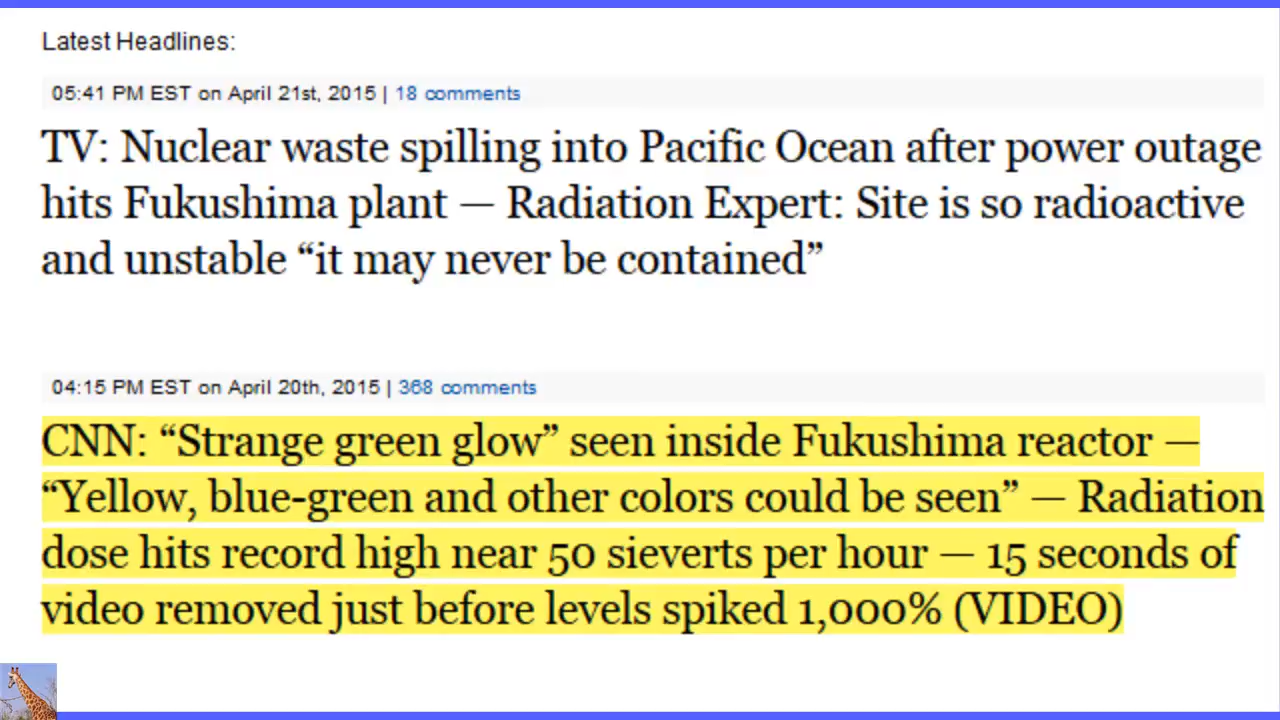 Latest Headlines:
05:41 PM EST on April 21st, 2015 | 18 comments
TV: Nuclear waste spilling into Pacific Ocean after power outage
hits Fukushima plant — Radiation Expert: Site is so radioactive
and unstable “it may never be contained”
04:15 PM EST on April 20th, 2015 | 368 comments
CNN: “Strange green glow” seen inside Fukushima reactor —
“Yellow, blue-green and other colors could be seen” — Radiation
dose hits record high near 50 sieverts per hour — 15 seconds of
video removed just before levels spiked 1,000% (VIDEO)